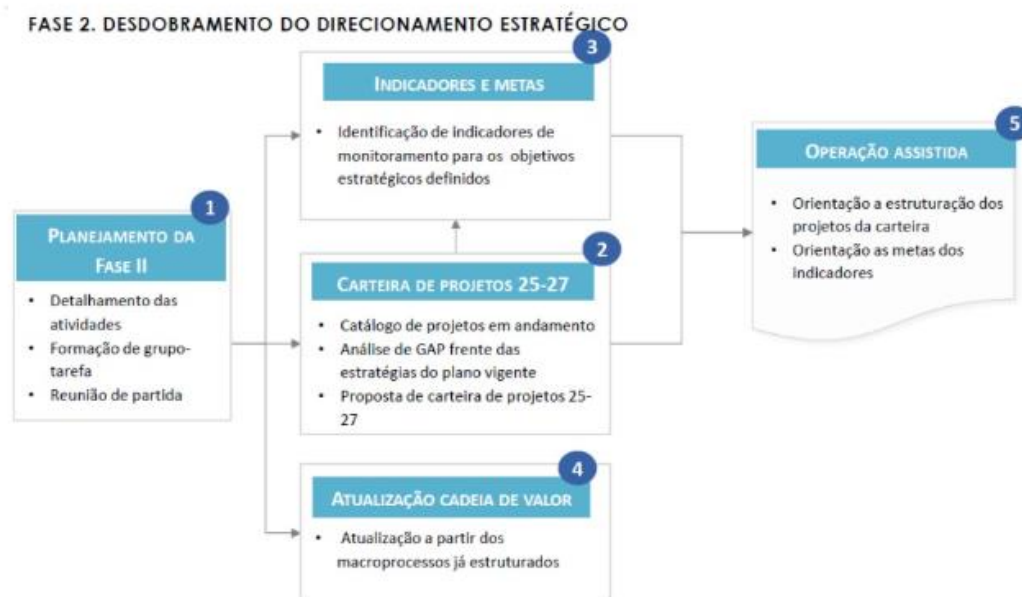 FASE 2. DESDOBRAMENTO DO DIRECIONAMENTO ESTRATÉGICO
1
PLANEJAMENTO DA
FASE II
• Detalhamento das
atividades
• Formação de grupo-
tarefa
• Reunião de partida
2
CARTEIRA DE PROJETOS 25-27
• Catálogo de projetos em andamento
• Análise de GAP frente das
estratégias do plano vigente
• Proposta de carteira de projetos 25-
27
3
INDICADORES E METAS
• Identificação de indicadores de
monitoramento para os objetivos
estratégicos definidos
4
ATUALIZAÇÃO CADEIA DE VALOR
• Atualização a partir dos
macroprocessos já estruturados
5
OPERAÇÃO ASSISTIDA
• Orientação a estruturação dos
projetos da carteira
• Orientação as metas dos
indicadores